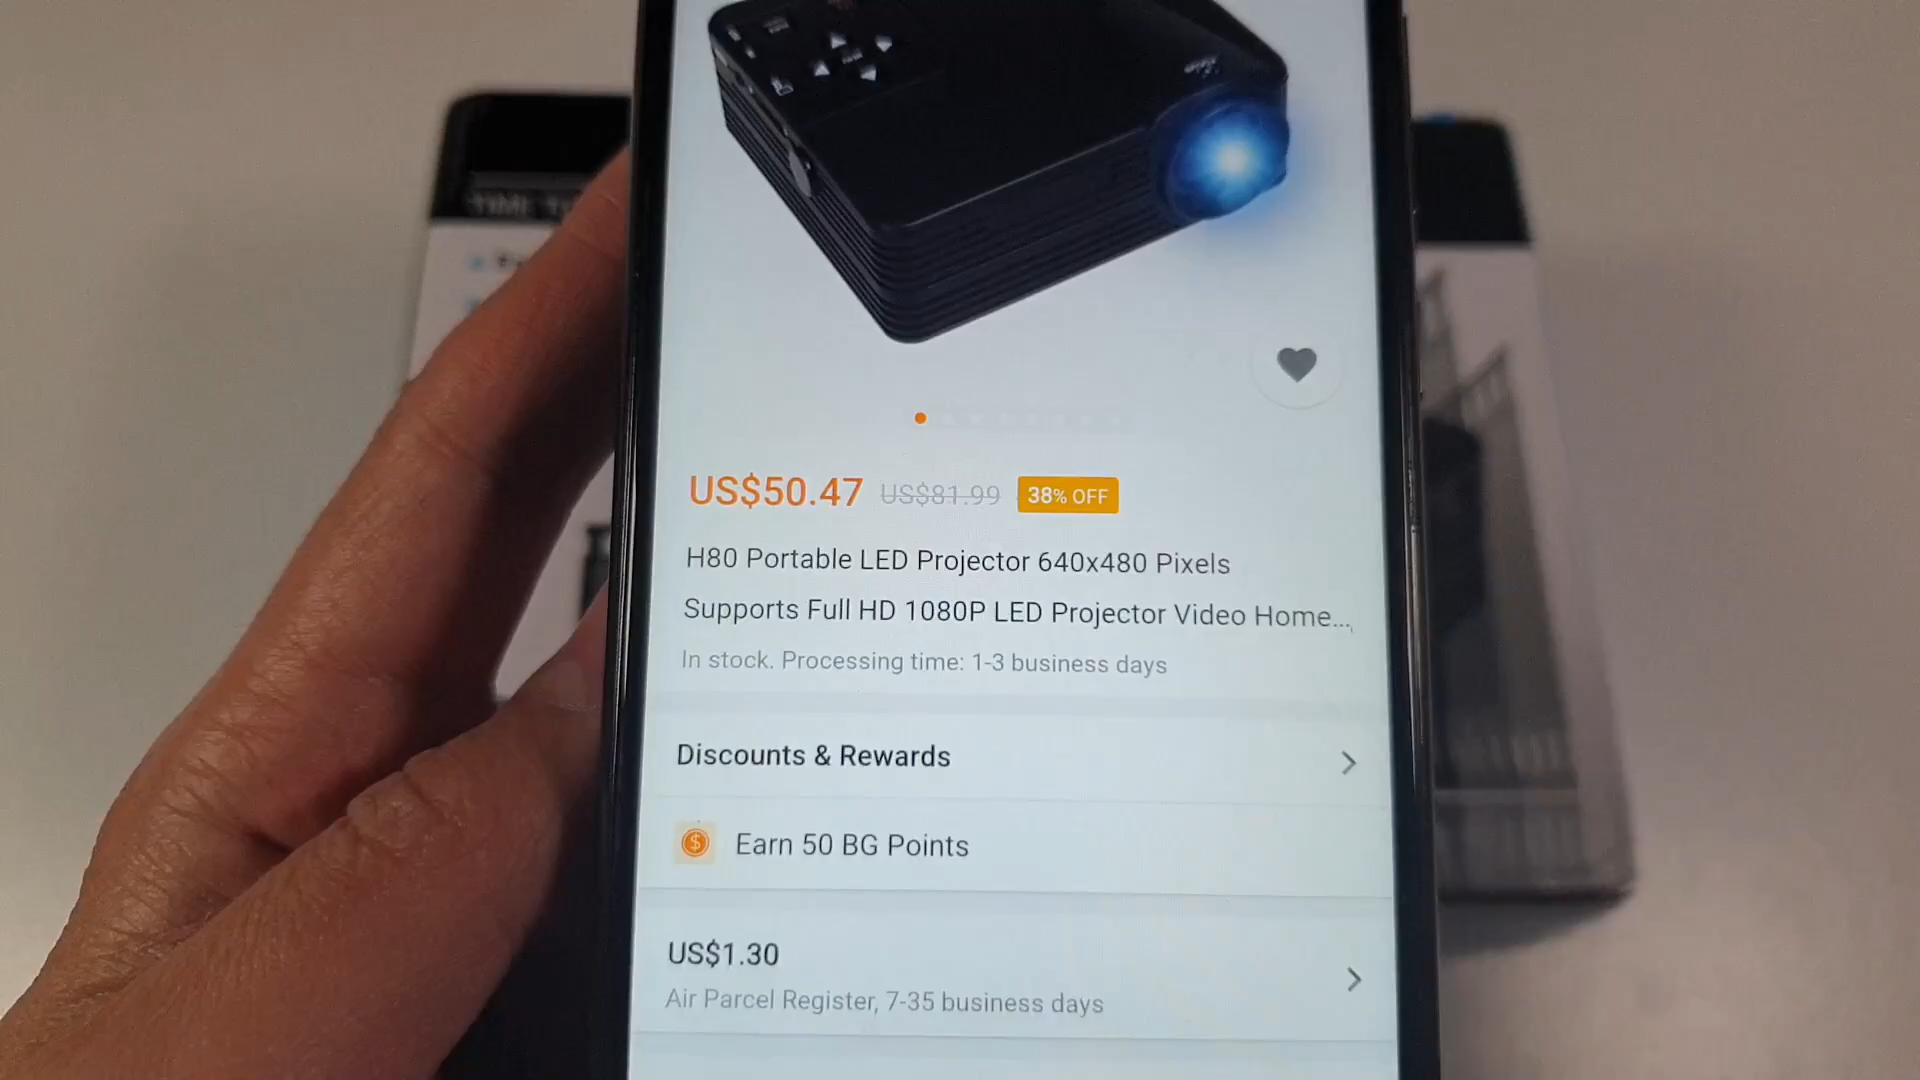 TIME T
US$50.47 US$81.99 38% OFF
H80 Portable LED Projector 640x480 Pixels
Supports Full HD 1080P LED Projector Video Home...
In stock. Processing time: 1-3 business days
Discounts & Rewards
Earn 50 BG Points
US$1.30
Air Parcel Register, 7-35 business days